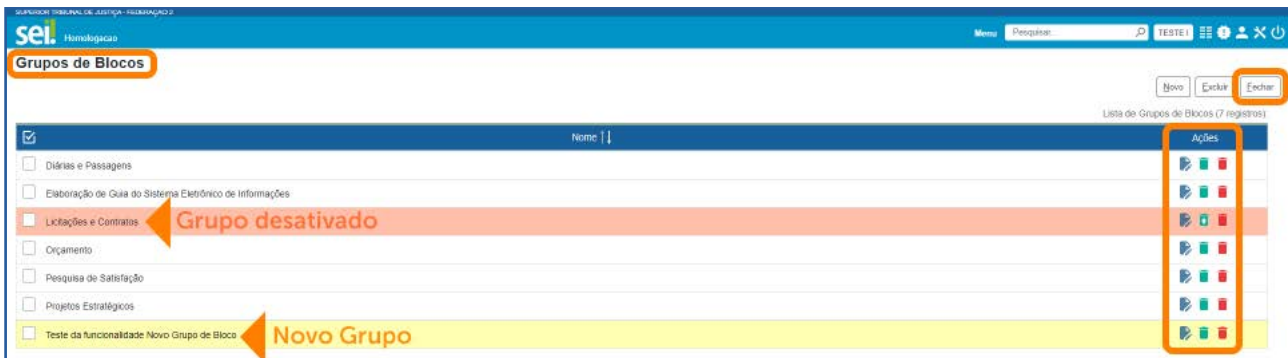 SUPERIOR TRIBUNAL DE JUSTIÇA - FEDERAÇÃO 2
sei! Homologacao Menu Pesquisar... TESTE I
Grupos de Blocos
Novo Excluir Fechar
Lista de Grupos de Blocos (7 registros)
Nome Ações
Diárias e Passagens
Elaboração de Guia do Sistema Eletrônico de Informações
Licitações e Contratos Grupo desativado
Orçamento
Pesquisa de Satisfação
Projetos Estratégicos
Teste da funcionalidade Novo Grupo de Bloco Novo Grupo